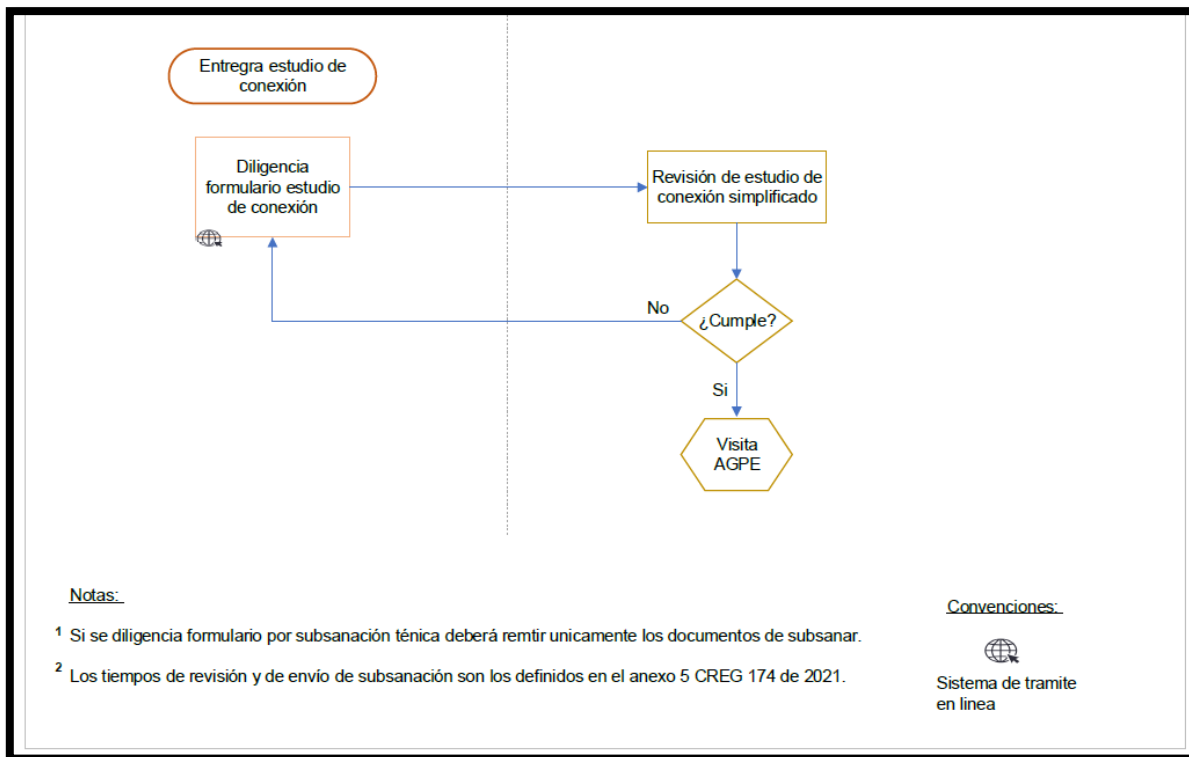 Entregra estudio de
conexión
Diligencia
formulario estudio
de conexión
Revisión de estudio de
conexión simplificado
No
¿Cumple?
Si
Visita
AGPE
Notas:
1 Si se diligencia formulario por subsanación ténica deberá remtir unicamente los documentos de subsanar.
2 Los tiempos de revisión y de envío de subsanación son los definidos en el anexo 5 CREG 174 de 2021.
Convenciones:
Sistema de tramite
en linea